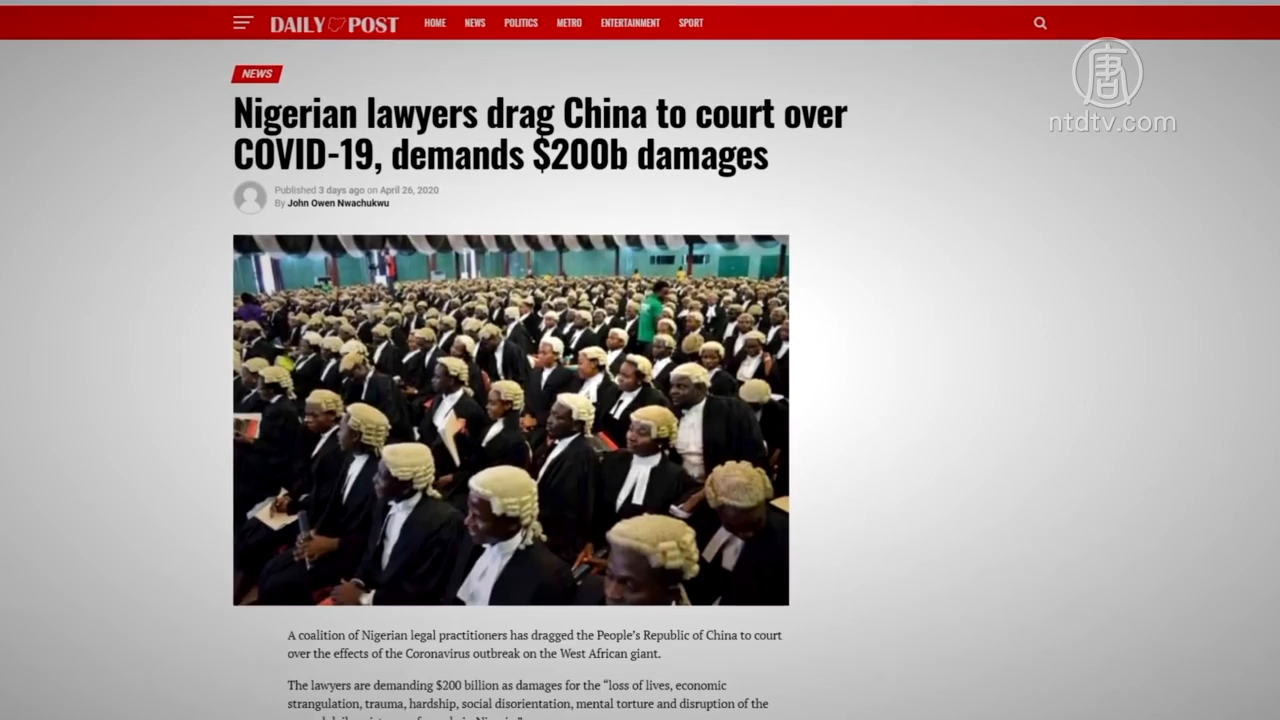 DAILY POST HOME NEWS POLITICS METRO ENTERTAINMENT SPORT
唐
ntdtv.com
NEWS
Nigerian lawyers drag China to court over
COVID-19, demands $200b damages
Published 3 days ago on April 26, 2020
By John Owen Nwachukwu
A coalition of Nigerian legal practitioners has dragged the People's Republic of China to court
over the effects of the Coronavirus outbreak on the West African giant.
The lawyers are demanding $200 billion as damages for the “loss of lives, economic
strangulation, trauma, hardship, social disorientation, mental torture and disruption of the